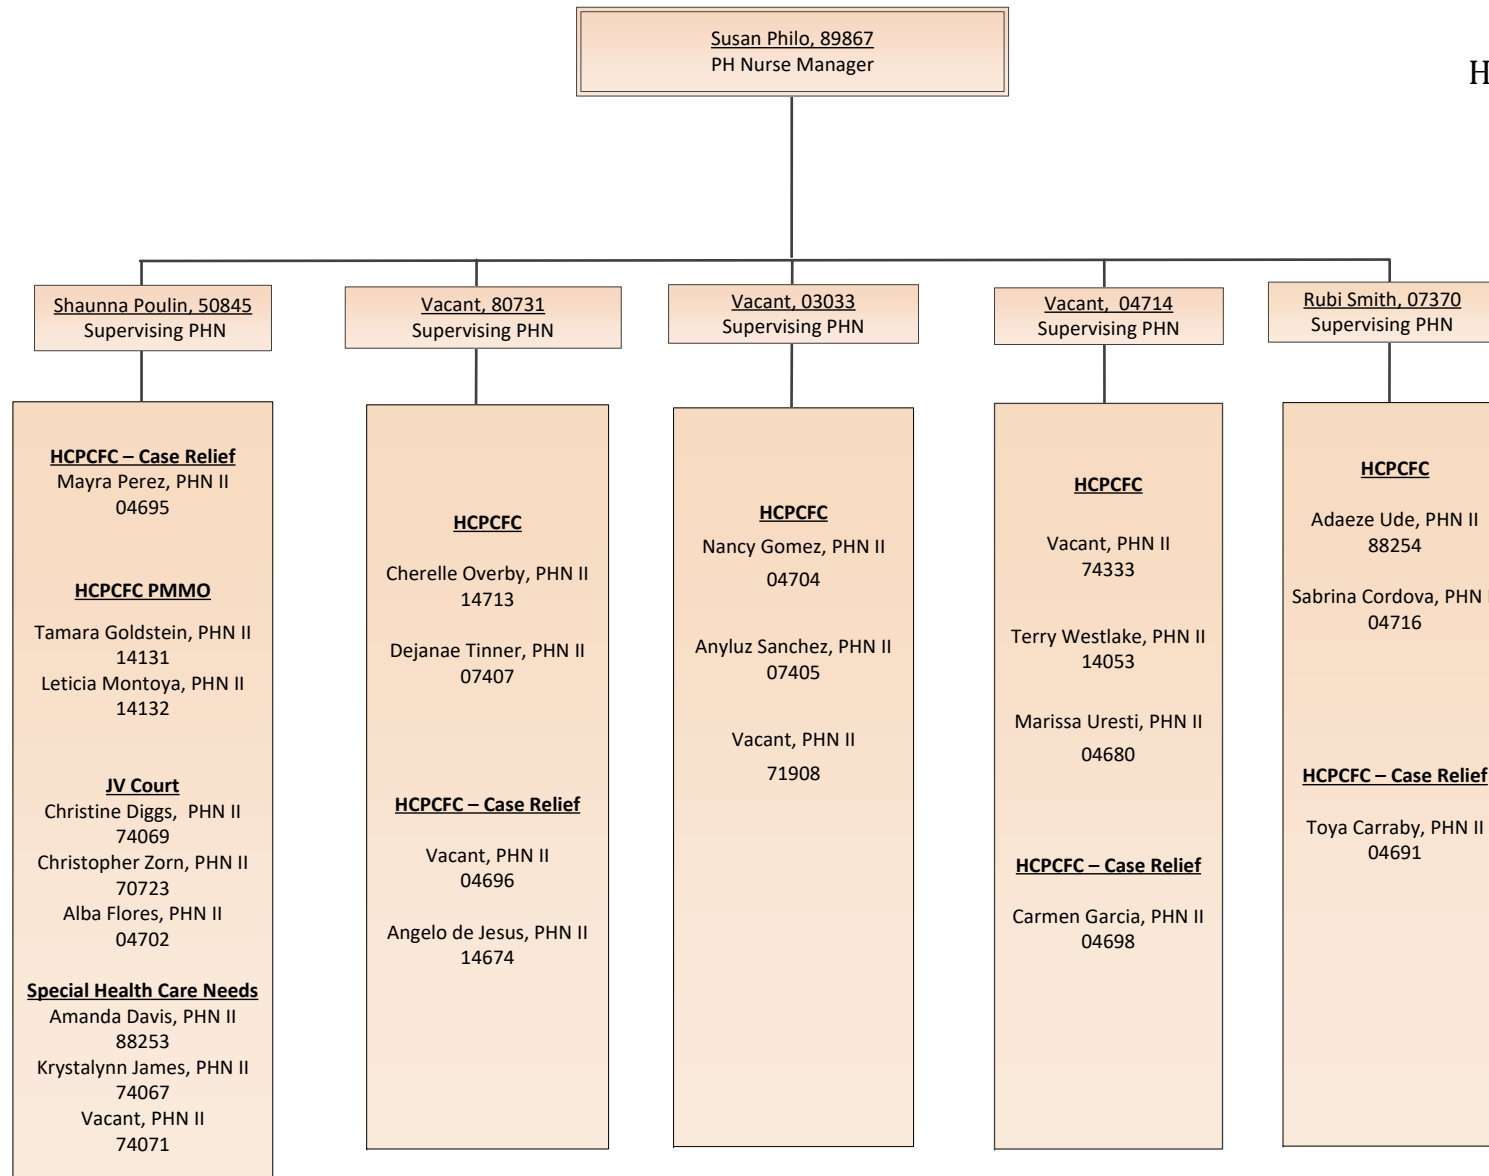 Susan Philo, 89867
PH Nurse Manager
H
Shaunna Poulin, 50845
Supervising PHN
Vacant, 80731
Supervising PHN
Vacant, 03033
Supervising PHN
Vacant,  04714
Supervising PHN
Rubi Smith, 07370
Supervising PHN
HCPCFC – Case Relief
Mayra Perez, PHN II
04695
HCPCFC PMMO
Tamara Goldstein, PHN II
14131
Leticia Montoya, PHN II
14132
JV Court
Christine Diggs,  PHN II
74069
Christopher Zorn, PHN II
70723
Alba Flores, PHN II
04702
Special Health Care Needs
Amanda Davis, PHN II
88253
Krystalynn James, PHN II
74067
Vacant, PHN II
74071
HCPCFC
Cherelle Overby, PHN II
14713
Dejanae Tinner, PHN II
07407
HCPCFC – Case Relief
Vacant, PHN II
04696
Angelo de Jesus, PHN II
14674
HCPCFC
Nancy Gomez, PHN II
04704
Anyluz Sanchez, PHN II
07405
Vacant, PHN II
71908
HCPCFC
Vacant, PHN II
74333
Terry Westlake, PHN II
14053
Marissa Uresti, PHN II
04680
HCPCFC – Case Relief
Carmen Garcia, PHN II
04698
HCPCFC
Adaeze Ude, PHN II
88254
Sabrina Cordova, PHN
04716
HCPCFC – Case Relief
Toya Carraby, PHN II
04691